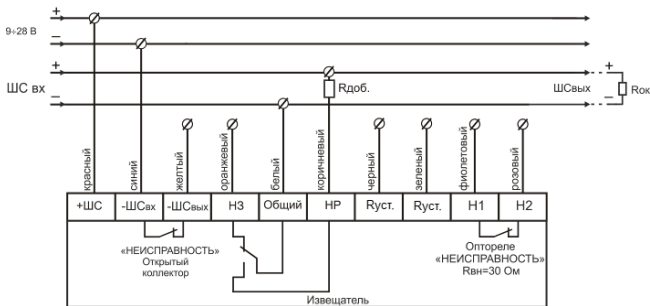 +
9÷28 В
–
+
ШС вх
–
Rдоб.
ШСвых
+
–
Rок
красный
синий
желтый
оранжевый
белый
коричневый
черный
зеленый
фиолетовый
розовый
+ШС
-ШСвх
-ШСвых
НЗ
Общий
НР
Rуст.
Rуст.
Н1
Н2
«НЕИСПРАВНОСТЬ»
Открытый
коллектор
Оптореле
«НЕИСПРАВНОСТЬ»
Rвн=30 Ом
Извещатель